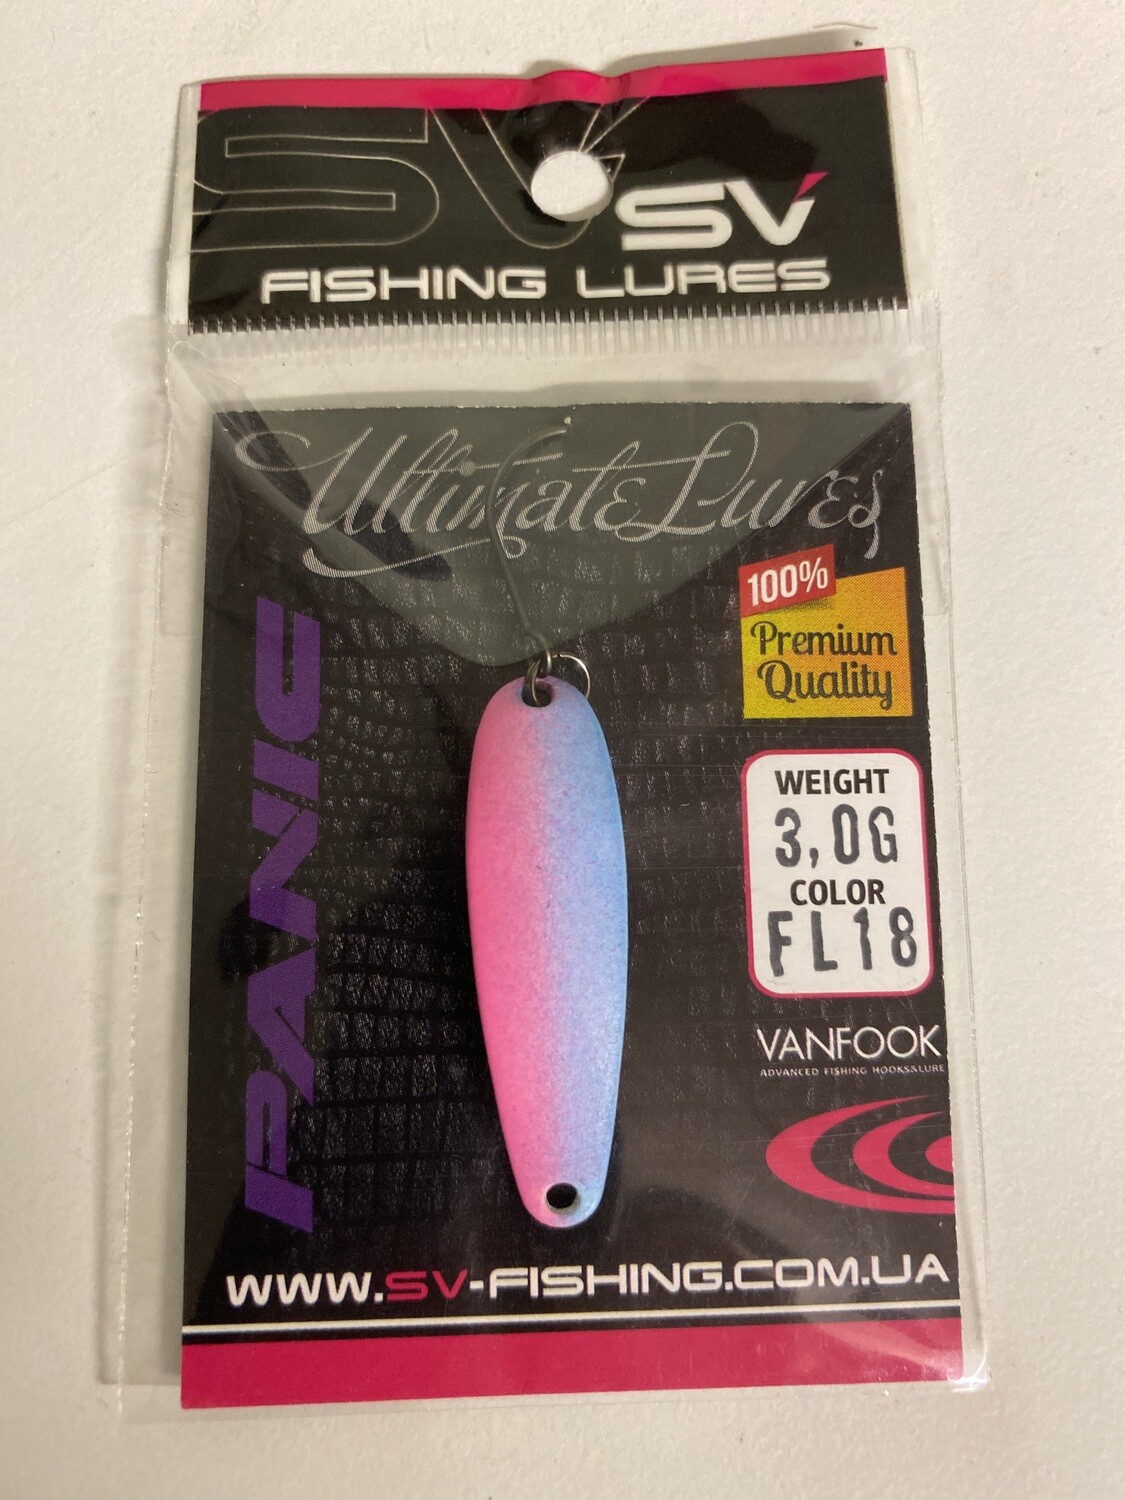 SV
SV
FISHING LURES
Ultimate Lures
100%
Premium
Quality
PANIC
WEIGHT
3,0G
COLOR
FL18
VANFOOK
ADVANCED FISHING HOOKS&LURE
WWW.SV-FISHING.COM.UA